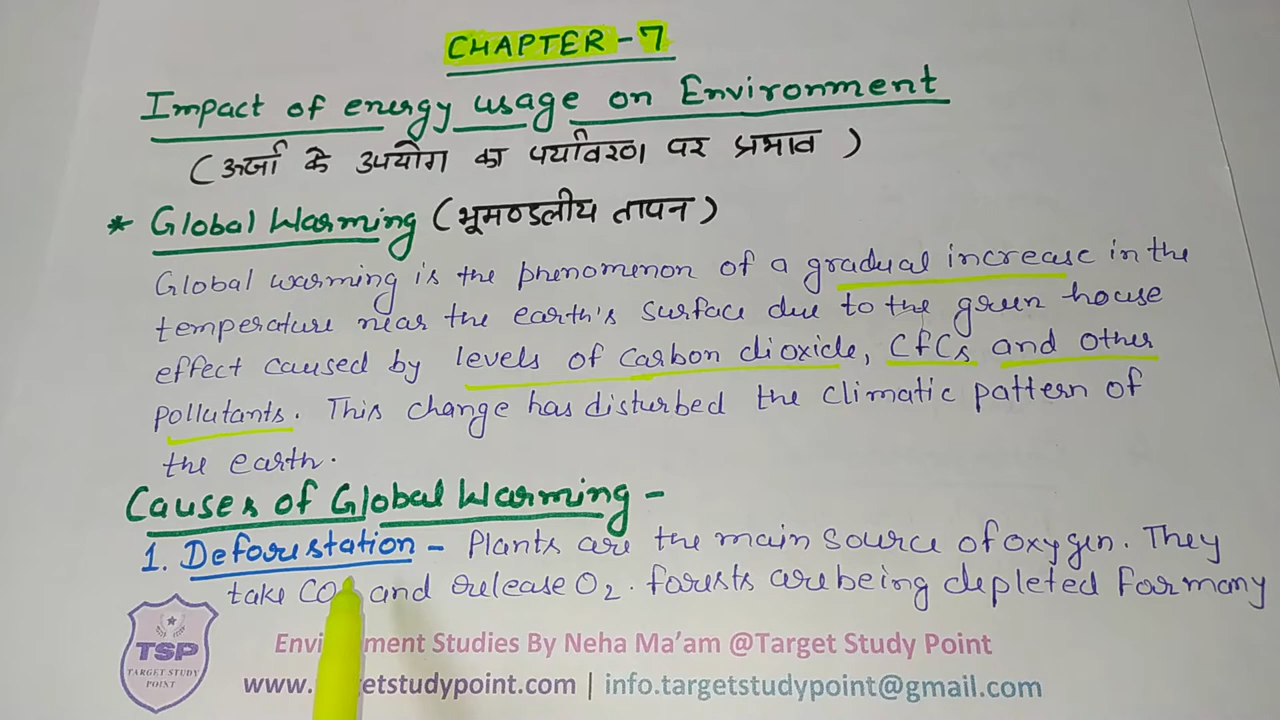 CHAPTER - 7
Impact of energy usage on Environment
(ऊर्जा के उपयोग का पर्यावरण पर प्रभाव)
* Global Warming (भूमण्डलीय तापन)
Global warming is the phenomenon of a gradual increase in the
temperature near the earth's surface due to the green house
effect caused by levels of carbon dioxide, CFCs and other
pollutants. This change has disturbed the climatic pattern of
the earth.
Causes of Global Warming -
1. Deforestation - Plants are the main source of oxygen. They
take CO and release O2. forests are being depleted for many
TSP
TARGET STUDY
POINT
Environment Studies By Neha Ma'am @Target Study Point
www.targetstudypoint.com | info.targetstudypoint@gmail.com